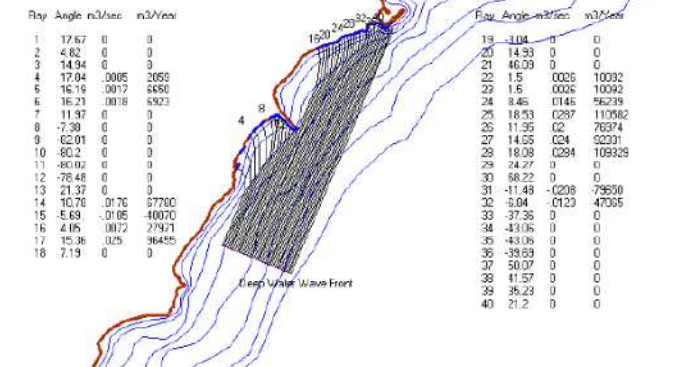 Ray Angle m3/sec m3/Year
1 17.67 0 0
2 4.82 0 0
3 14.94 0 0
4 17.04 .0005 2059
5 16.19 .0017 6650
6 16.21 .0018 6923
7 11.97 0 0
8 -7.38 0 0
9 -82.01 0 0
10 -80.2 0 0
11 -80.02 0 0
12 -78.48 0 0
13 21.37 0 0
14 10.78 .0176 67780
15 -5.69 -.0105 -40070
16 4.05 .0072 27971
17 15.36 .025 96455
18 7.19 0 0
16 20 24 28 32 40
4 8
Deep Water Wave Front
Ray Angle m3/sec m3/Year
19 -3.04 0 0
20 14.93 0 0
21 46.09 0 0
22 1.5 .0026 10092
23 1.5 .0026 10092
24 8.46 .0146 56239
25 18.53 .0287 110582
26 11.95 .02 76974
27 14.65 .024 92301
28 18.08 .0284 109329
29 24.27 0 0
30 68.22 0 0
31 -11.48 -.0208 -79650
32 -6.84 -.0123 -47065
33 -37.36 0 0
34 -43.06 0 0
35 -43.06 0 0
36 -39.69 0 0
37 50.07 0 0
38 41.57 0 0
39 35.23 0 0
40 21.2 0 0